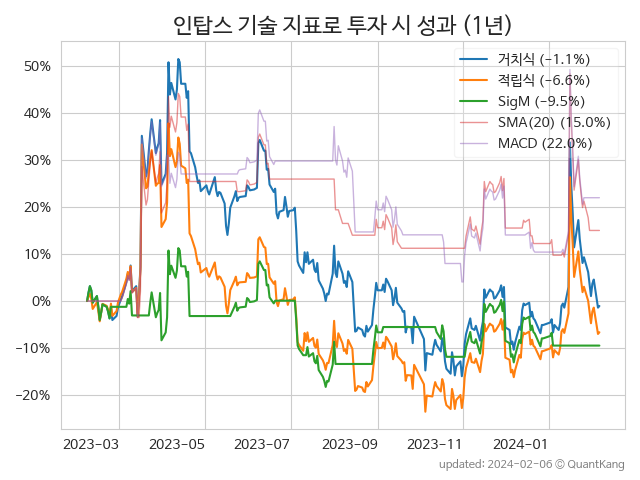 인탑스 기술 지표로 투자 시 성과 (1년)
거치식 (−1.1%)
적립식 (−6.6%)
SigM (−9.5%)
SMA(20) (15.0%)
MACD (22.0%)
50%
40%
30%
20%
10%
0%
−10%
−20%
2023−03 2023−05 2023−07 2023−09 2023−11 2024−01
updated: 2024−02−06 © QuantKang